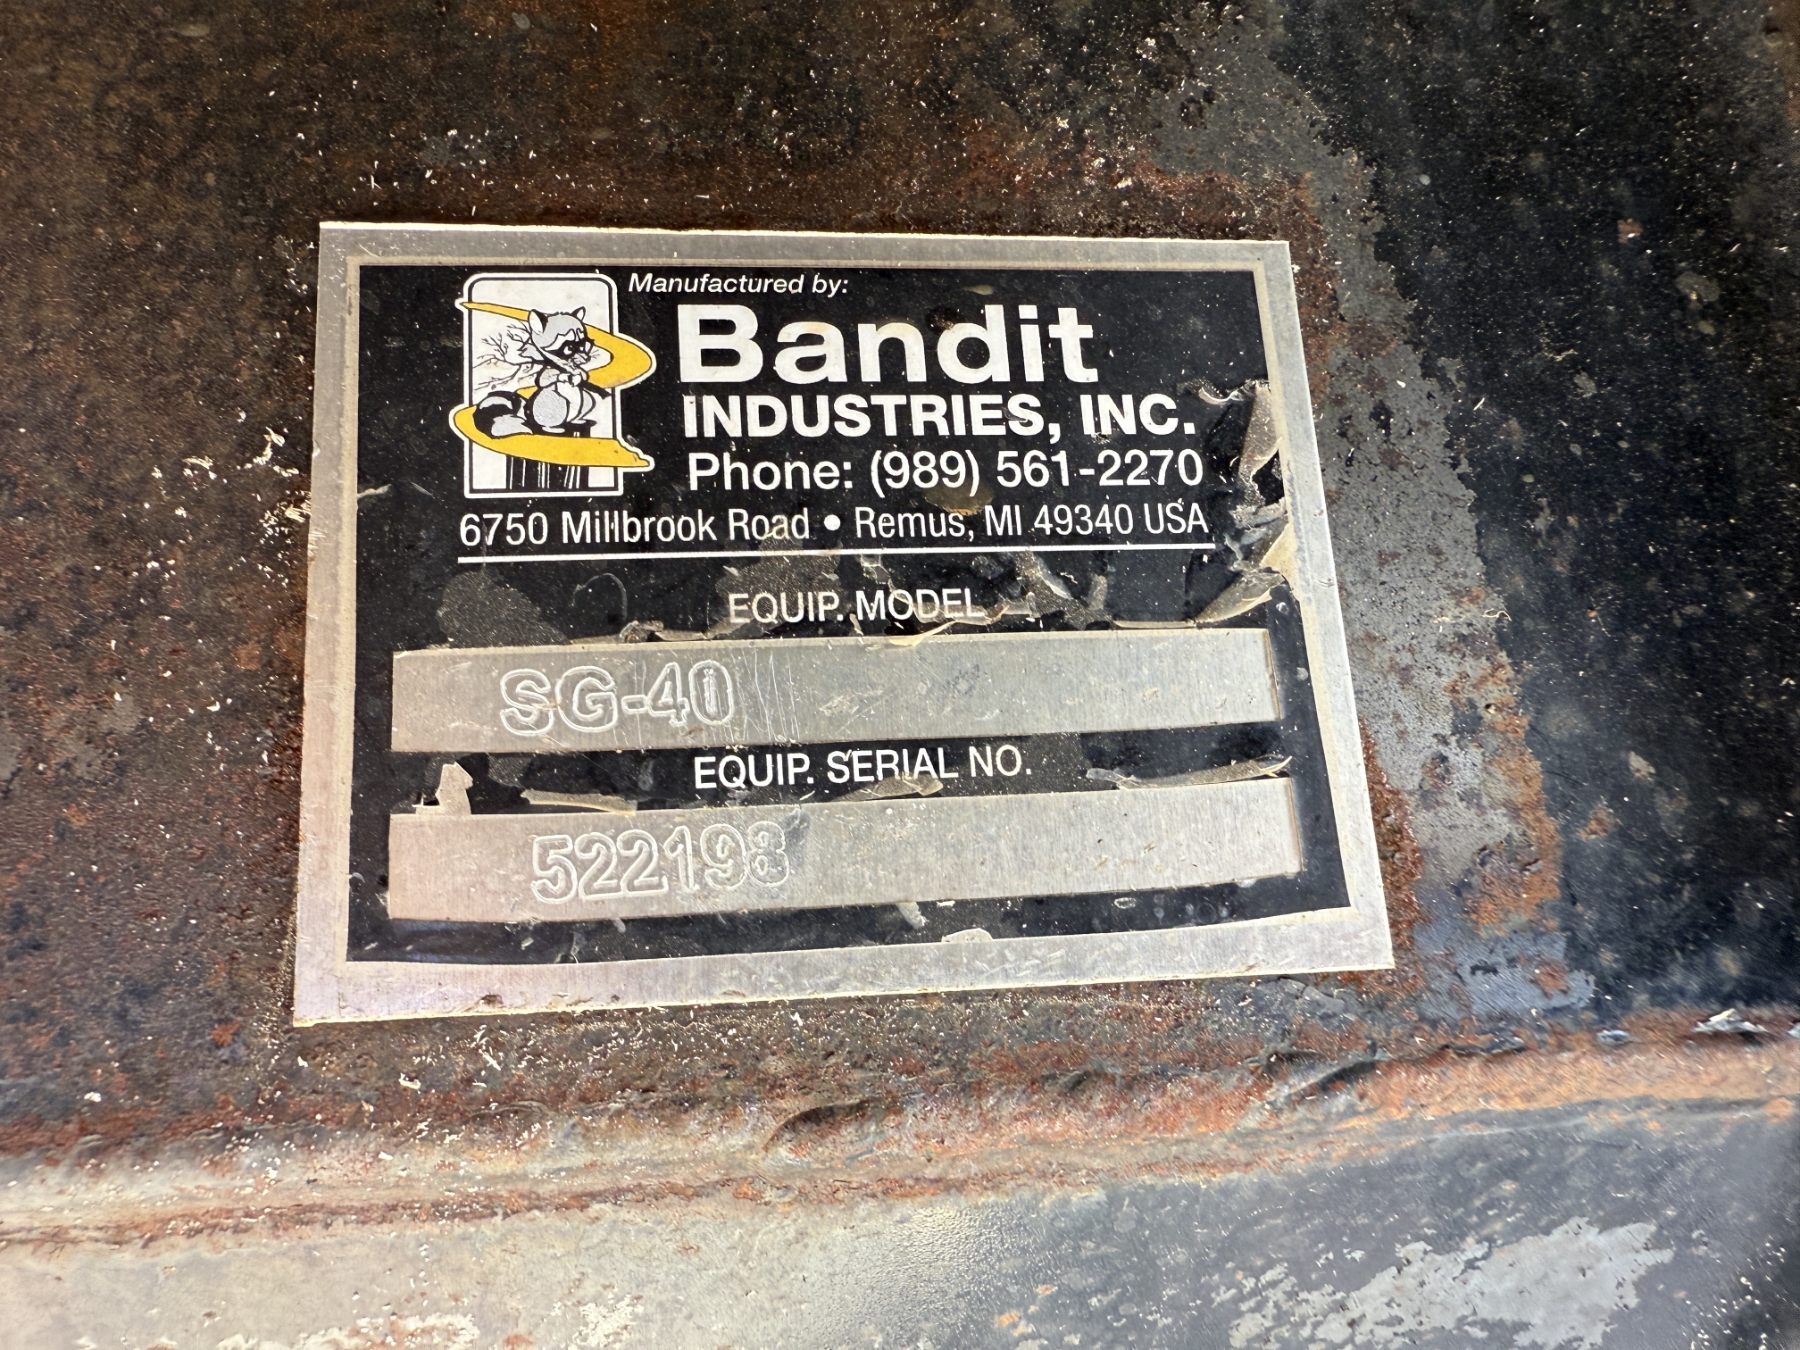 Manufactured by:
Bandit
INDUSTRIES, INC.
Phone: (989) 561-2270
6750 Millbrook Road • Remus, MI 49340 USA
EQUIP. MODEL
SG-40
EQUIP. SERIAL NO.
522198